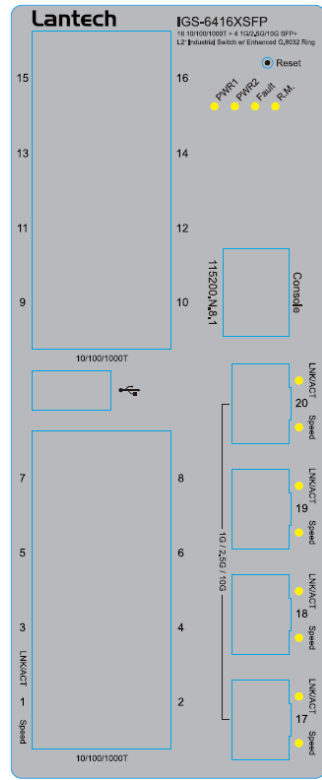 Lantech
IGS-6416XSFP
16 10/100/1000T + 4 1G/2.5G/10G SFP+
L2+ Industrial Switch w/ Enhanced G.8032 Ring
Reset
PWR1 PWR2 Fault R.M.
15 16
13 14
11 12
9 10
115200,N,8,1
Console
10/100/1000T
LNK/ACT
20
Speed
LNK/ACT
19
Speed
1G / 2.5G / 10G
LNK/ACT
18
Speed
LNK/ACT
17
Speed
7 8
5 6
3 4
LNK/ACT
1 2
Speed
10/100/1000T